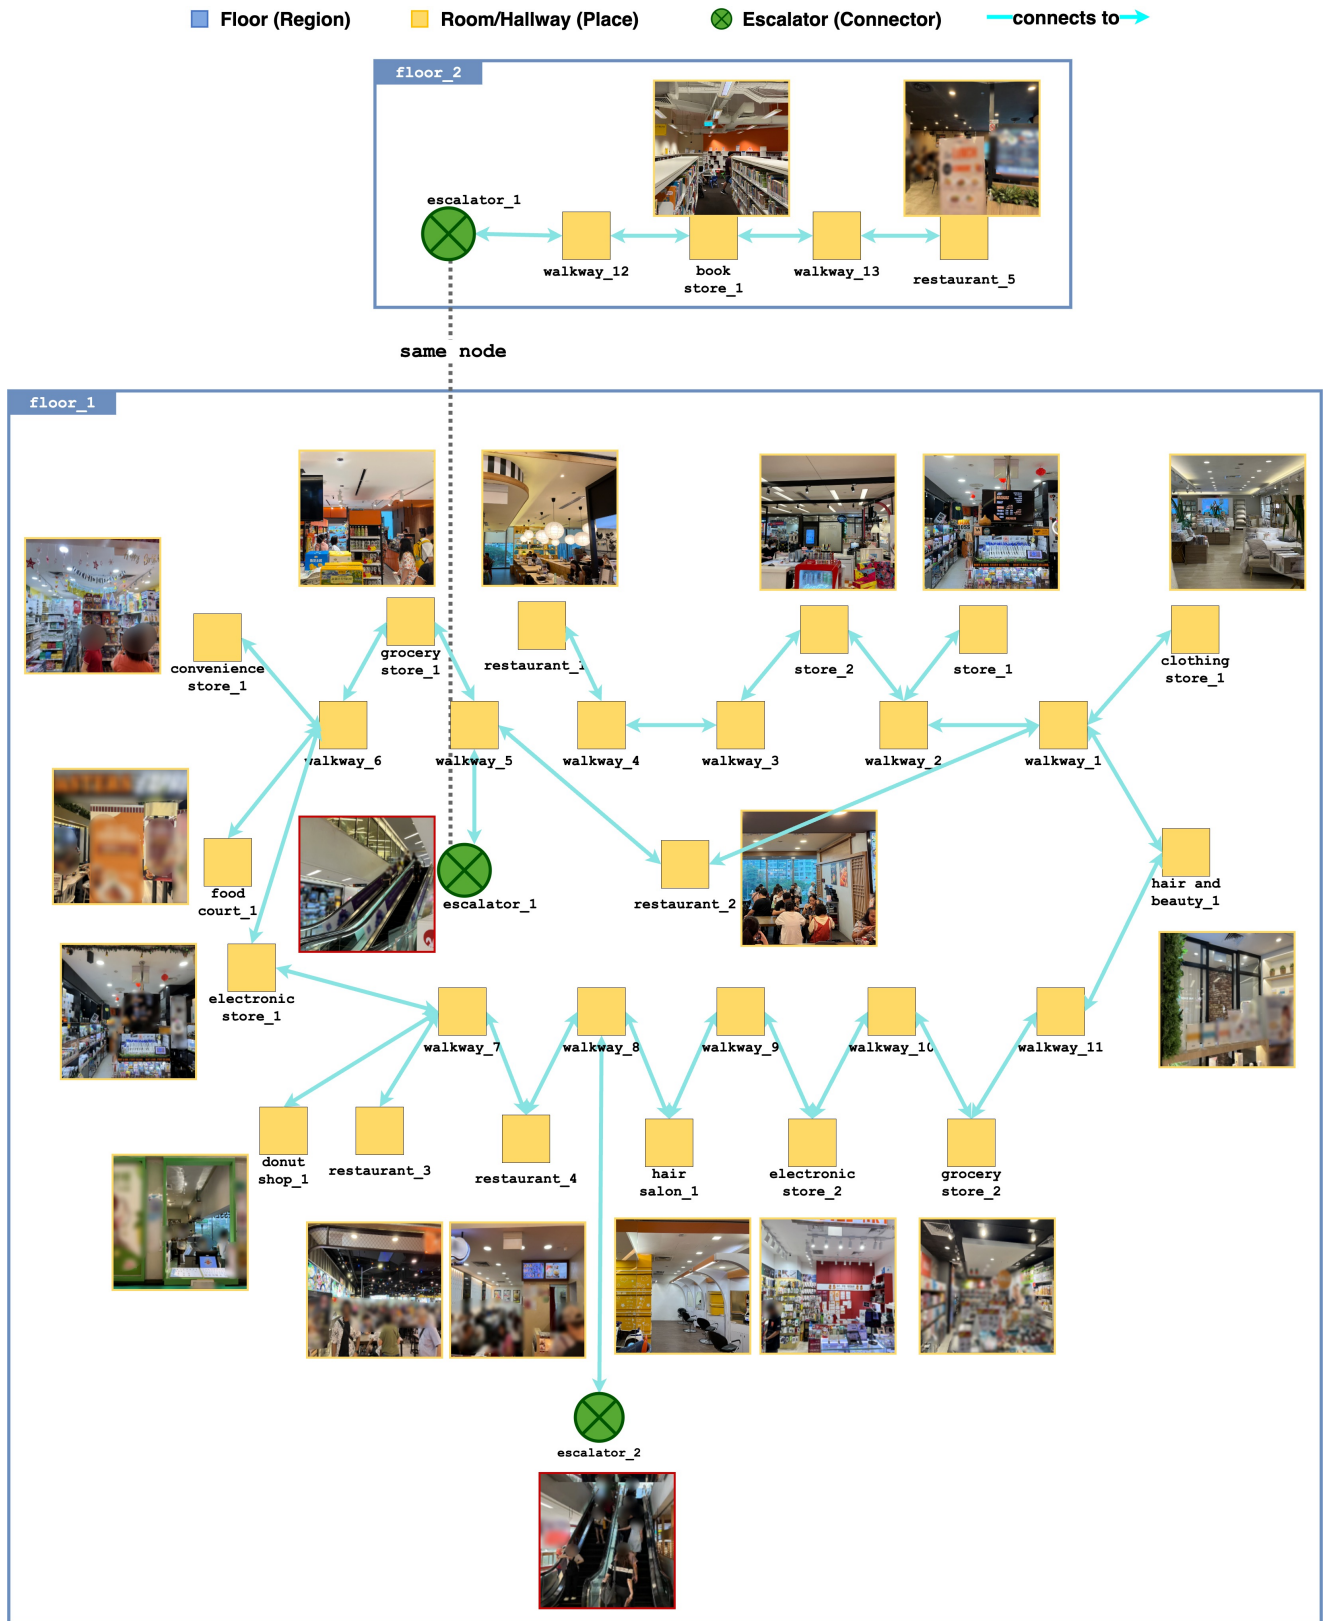 Floor (Region)
Room/Hallway (Place)
Escalator (Connector)
connects to
floor_2
escalator_1
walkway_12
book
store_1
walkway_13
restaurant_5
same node
floor_1
convenience
store_1
grocery
store_1
restaurant_1
store_2
store_1
clothing
store_1
walkway_6
walkway_5
walkway_4
walkway_3
walkway_2
walkway_1
food
court_1
escalator_1
restaurant_2
hair and
beauty_1
electronic
store_1
walkway_7
walkway_8
walkway_9
walkway_10
walkway_11
donut
shop_1
restaurant_3
restaurant_4
hair
salon_1
electronic
store_2
grocery
store_2
escalator_2